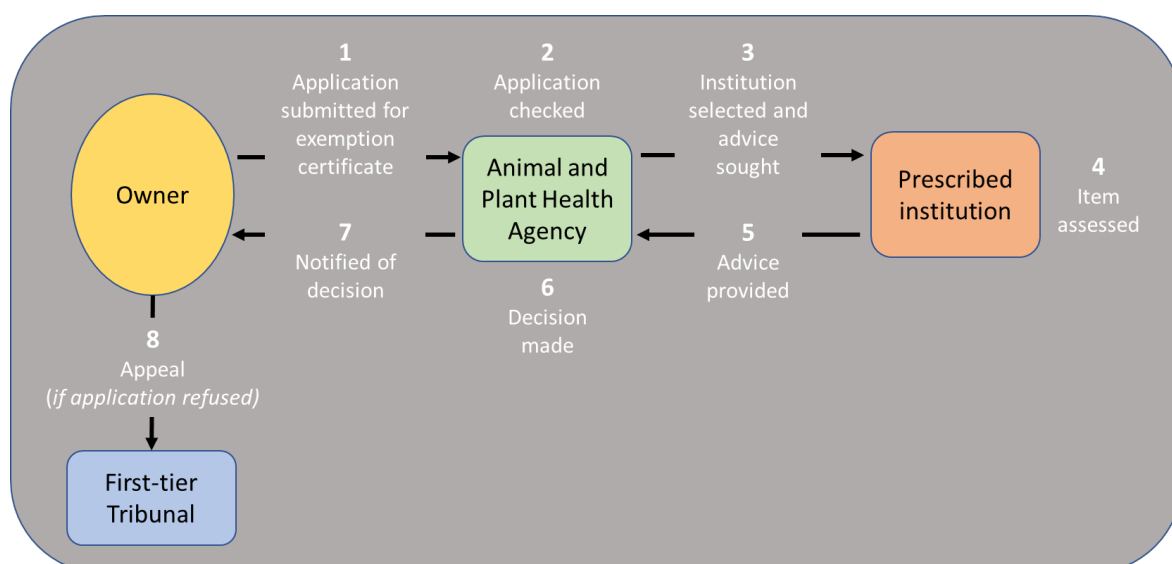 1
Application
submitted for
exemption
certificate
2
Application
checked
3
Institution
selected and
advice
sought
Owner
Animal and
Plant Health
Agency
Prescribed
institution
4
Item
assessed
5
Advice
provided
6
Decision
made
7
Notified of
decision
8
Appeal
(if application refused)
First-tier
Tribunal